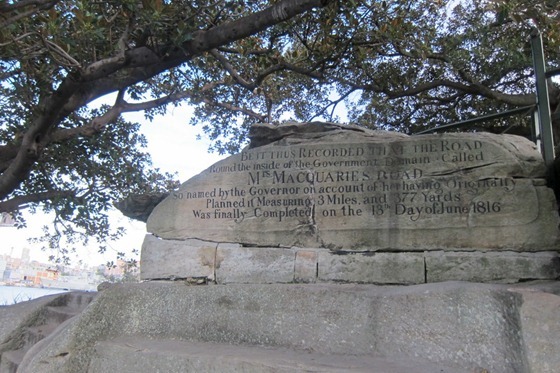 BE IT THUS RECORDED THAT THE ROAD
Round the inside of the Government Domain Called
MRS MACQUARIES ROAD
So named by the Governor on account of her having Originally
Planned it Measuring 3 Miles, and 377 Yards
Was finally Completed on the 13th Day of June 1816